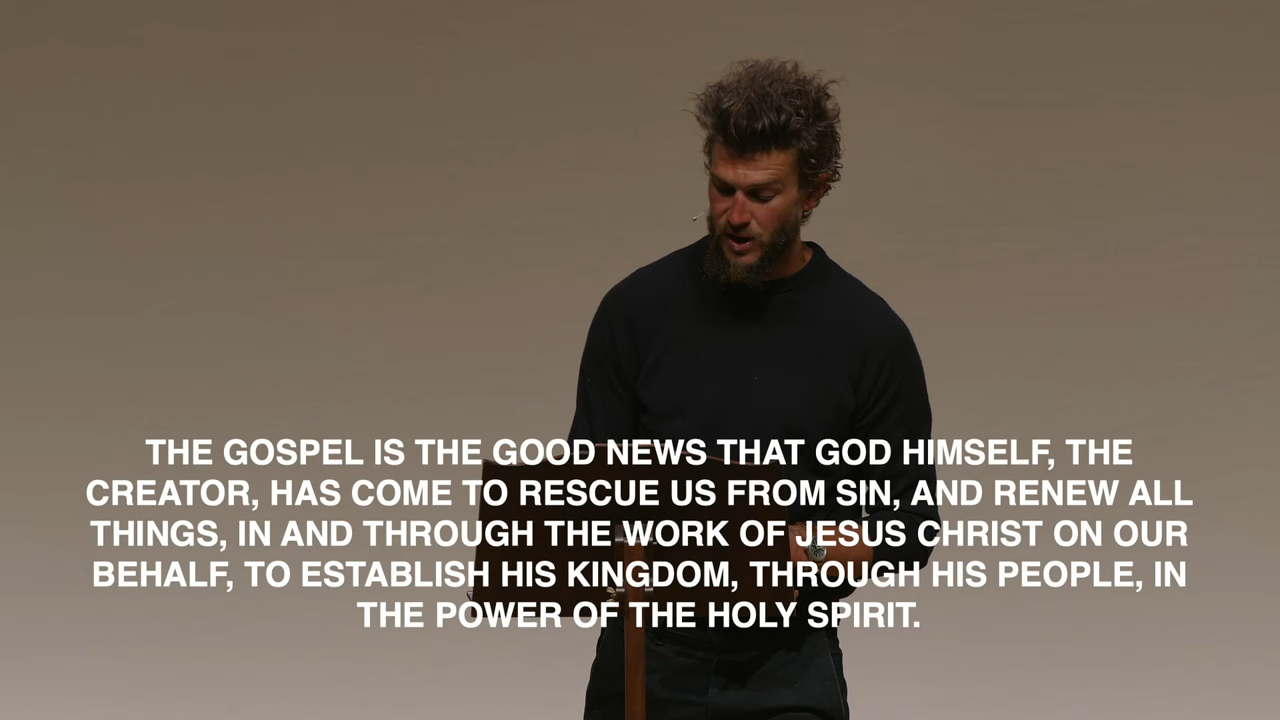 THE GOSPEL IS THE GOOD NEWS THAT GOD HIMSELF, THE
CREATOR, HAS COME TO RESCUE US FROM SIN, AND RENEW ALL
THINGS, IN AND THROUGH THE WORK OF JESUS CHRIST ON OUR
BEHALF, TO ESTABLISH HIS KINGDOM, THROUGH HIS PEOPLE, IN
THE POWER OF THE HOLY SPIRIT.